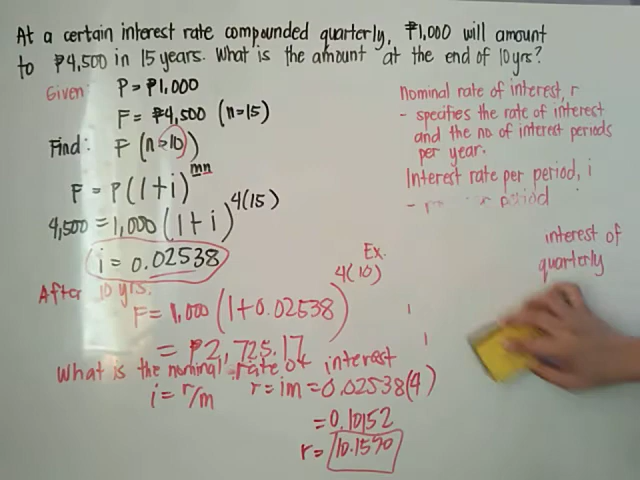 At a certain interest rate compounded quarterly, ₱1,000 will amount
to ₱4,500 in 15 years. What is the amount at the end of 10 yrs?
Given: P = ₱1,000
F = ₱4,500 (n=15)
Find: F (n=10)
F = P(1+i)^mn
4,500 = 1,000 (1+i)^4(15)
i = 0.02538
After 10 yrs.
F = 1,000 (1+0.02538)^4(10)
= ₱2,725.17
What is the nominal rate of interest
i = r/m r = im = 0.02538(4)
= 0.10152
r = 10.15%
Nominal rate of interest, r
- specifies the rate of interest
and the no. of interest periods
per year.
Interest rate per period, i
- period
Ex.
interest of
quarterly